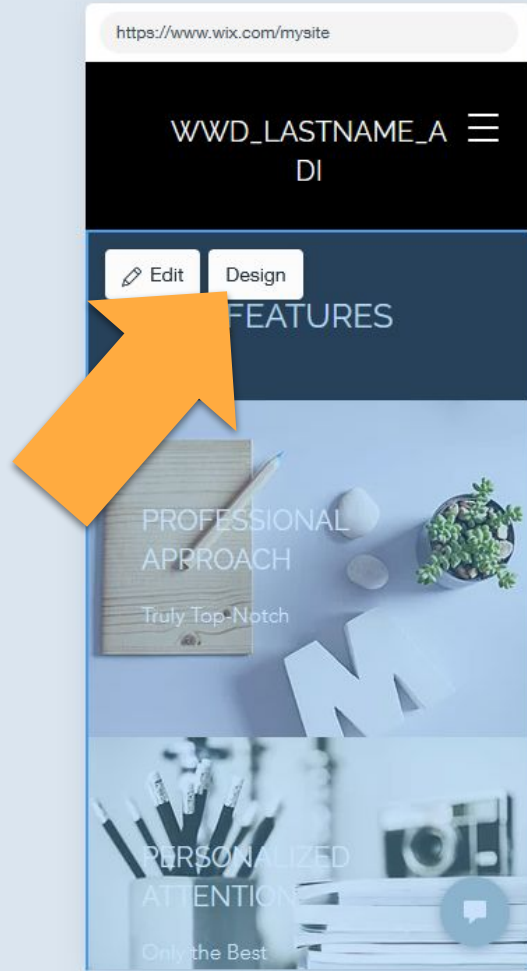 https://www.wix.com/mysite
WWD_LASTNAME_A
DI
Edit Design
FEATURES
PROFESSIONAL
APPROACH
Truly Top-Notch
M
PERSONALIZED
ATTENTION
Only the Best